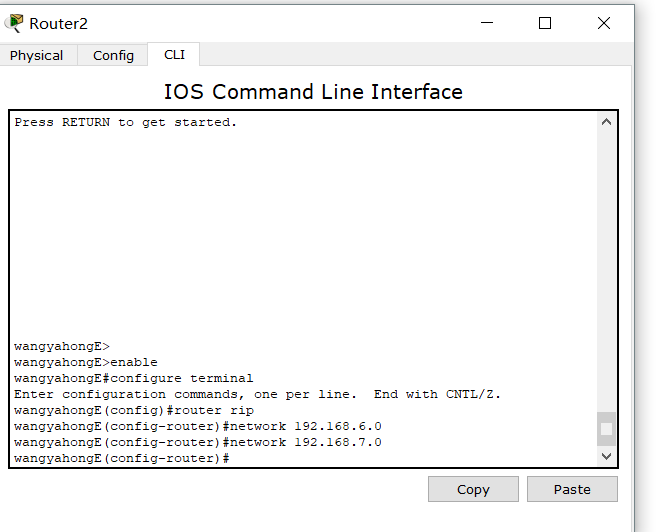 Router2
Physical Config CLI
IOS Command Line Interface
Press RETURN to get started.
wangyahongE>
wangyahongE>enable
wangyahongE#configure terminal
Enter configuration commands, one per line.  End with CNTL/Z.
wangyahongE(config)#router rip
wangyahongE(config-router)#network 192.168.6.0
wangyahongE(config-router)#network 192.168.7.0
wangyahongE(config-router)#
Copy Paste